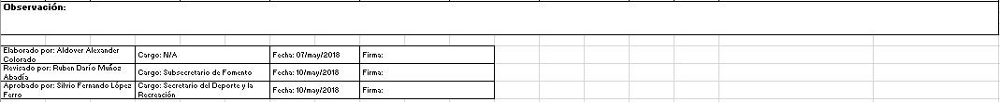 Observación:
Elaborado por: Aldover Alexander
Colorado
Cargo: N/A
Fecha: 07/may/2018
Firma:
Revisado por: Ruben Darío Muñoz
Abadía
Cargo: Subsecretario de Fomento
Fecha: 10/may/2018
Firma:
Aprobado por: Silvio Fernando López
Ferro
Cargo: Secretario del Deporte y la
Recreación
Fecha: 10/may/2018
Firma: